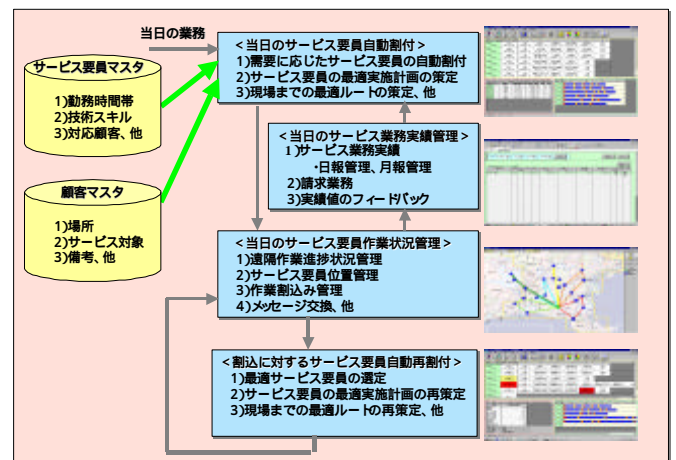 当日の業務
サービス要員マスタ
1)勤務時間帯
2)技術スキル
3)対応顧客、他
顧客マスタ
1)場所
2)サービス対象
3)備考、他
<当日のサービス要員自動割付>
1)需要に応じたサービス要員の自動割付
2)サービス要員の最適実施計画の策定
3)現場までの最適ルートの策定、他
<当日のサービス業務実績管理>
1)サービス業務実績
・日報管理、月報管理
2)請求業務
3)実績値のフィードバック
<当日のサービス要員作業状況管理>
1)遠隔作業進捗状況管理
2)サービス要員位置管理
3)作業割込み管理
4)メッセージ交換、他
<割込に対するサービス要員自動再割付>
1)最適サービス要員の選定
2)サービス要員の最適実施計画の再策定
3)現場までの最適ルートの再策定、他